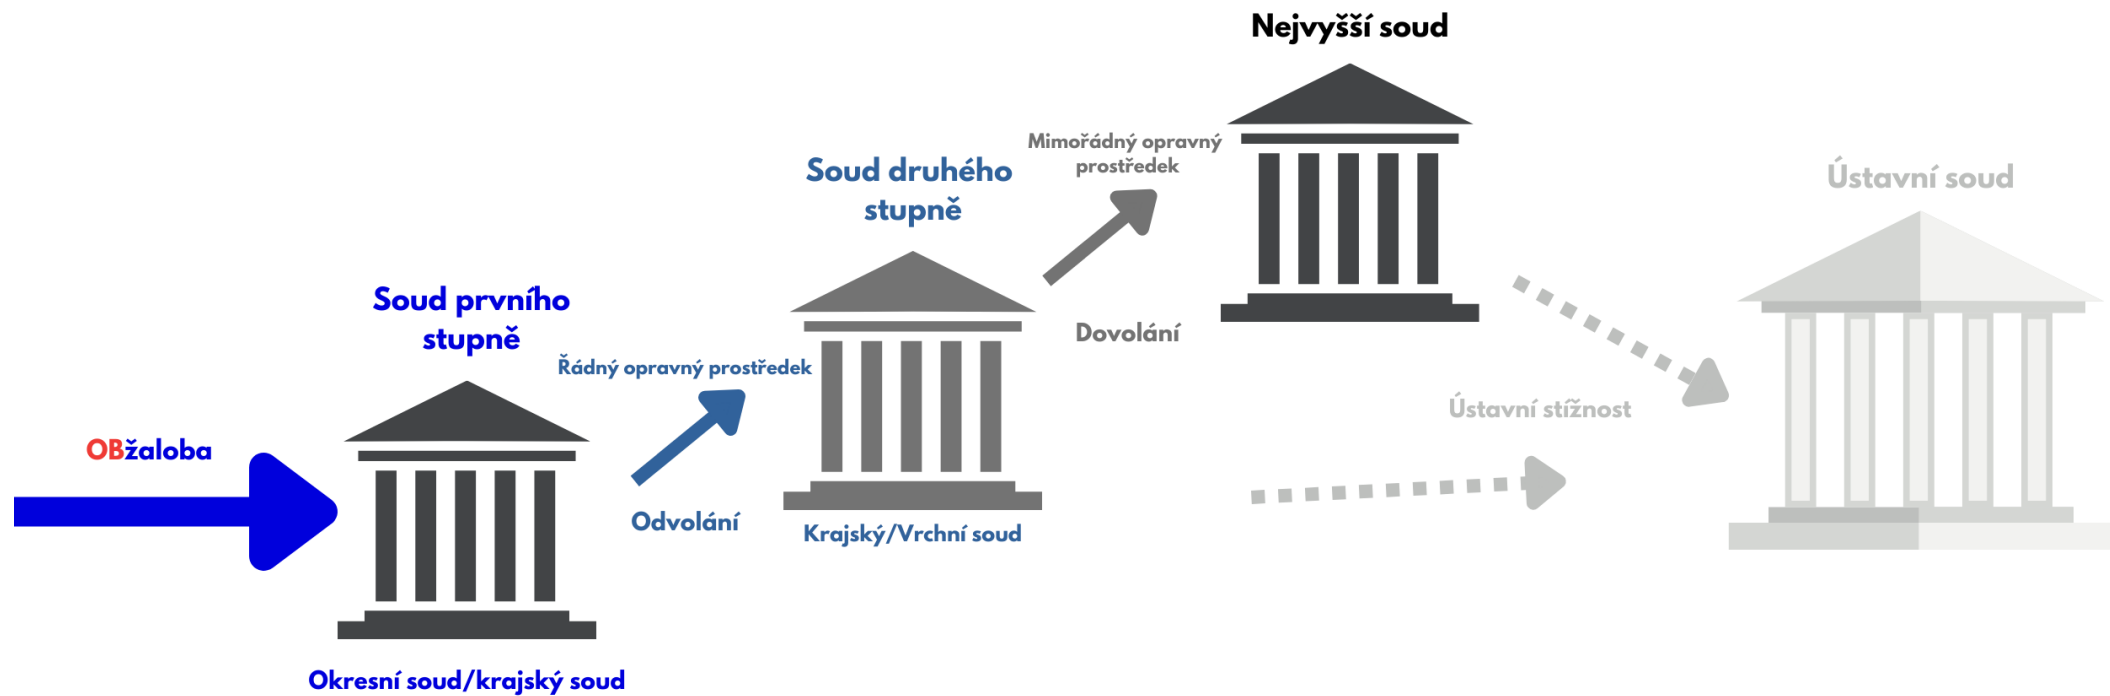 OBžaloba
Soud prvního
stupně
Okresní soud/krajský soud
Řádný opravný prostředek
Odvolání
Soud druhého
stupně
Krajský/Vrchní soud
Mimořádný opravný
prostředek
Dovolání
Nejvyšší soud
Ústavní stížnost
Ústavní soud